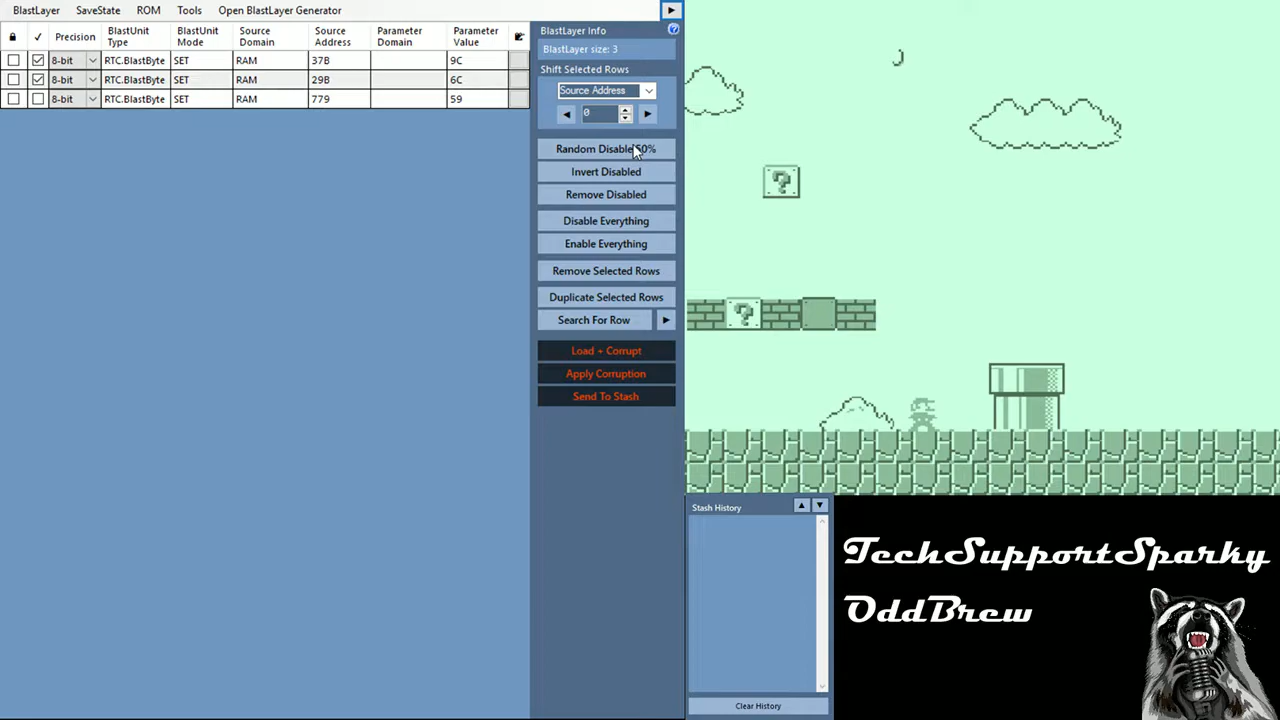 BlastLayer SaveState ROM Tools Open BlastLayer Generator
Precision BlastUnit Type BlastUnit Mode Source Domain Source Address Parameter Domain Parameter Value
8-bit RTC.BlastByte SET RAM 37B 9C
8-bit RTC.BlastByte SET RAM 29B 6C
8-bit RTC.BlastByte SET RAM 779 59
BlastLayer Info
BlastLayer size: 3
Shift Selected Rows
Source Address
0
Random Disable 50%
Invert Disabled
Remove Disabled
Disable Everything
Enable Everything
Remove Selected Rows
Duplicate Selected Rows
Search For Row
Load + Corrupt
Apply Corruption
Send To Stash
?
?
Stash History
Clear History
TechSupportSparky
OddBrew